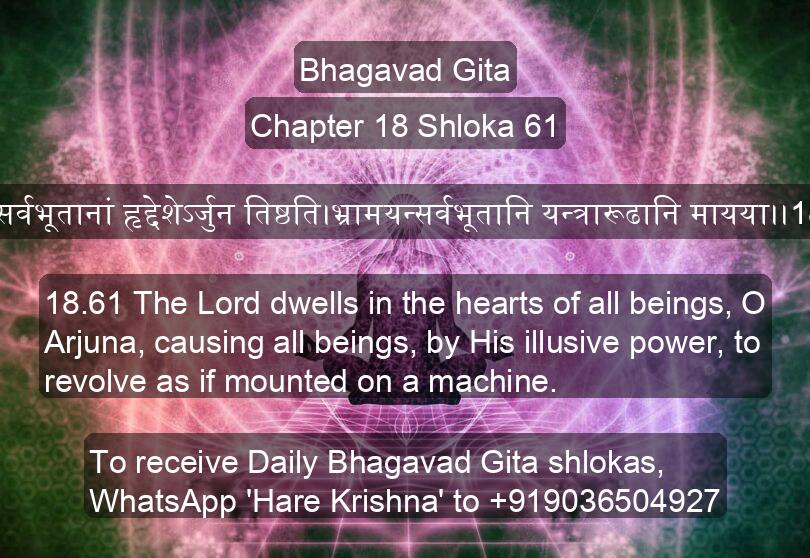 Bhagavad Gita
Chapter 18 Shloka 61
सर्वभूतानां हृद्देशेऽर्जुन तिष्ठति।भ्रामयन्सर्वभूतानि यन्त्रारूढानि मायया।।1
18.61 The Lord dwells in the hearts of all beings, O
Arjuna, causing all beings, by His illusive power, to
revolve as if mounted on a machine.
To receive Daily Bhagavad Gita shlokas,
WhatsApp 'Hare Krishna' to +919036504927